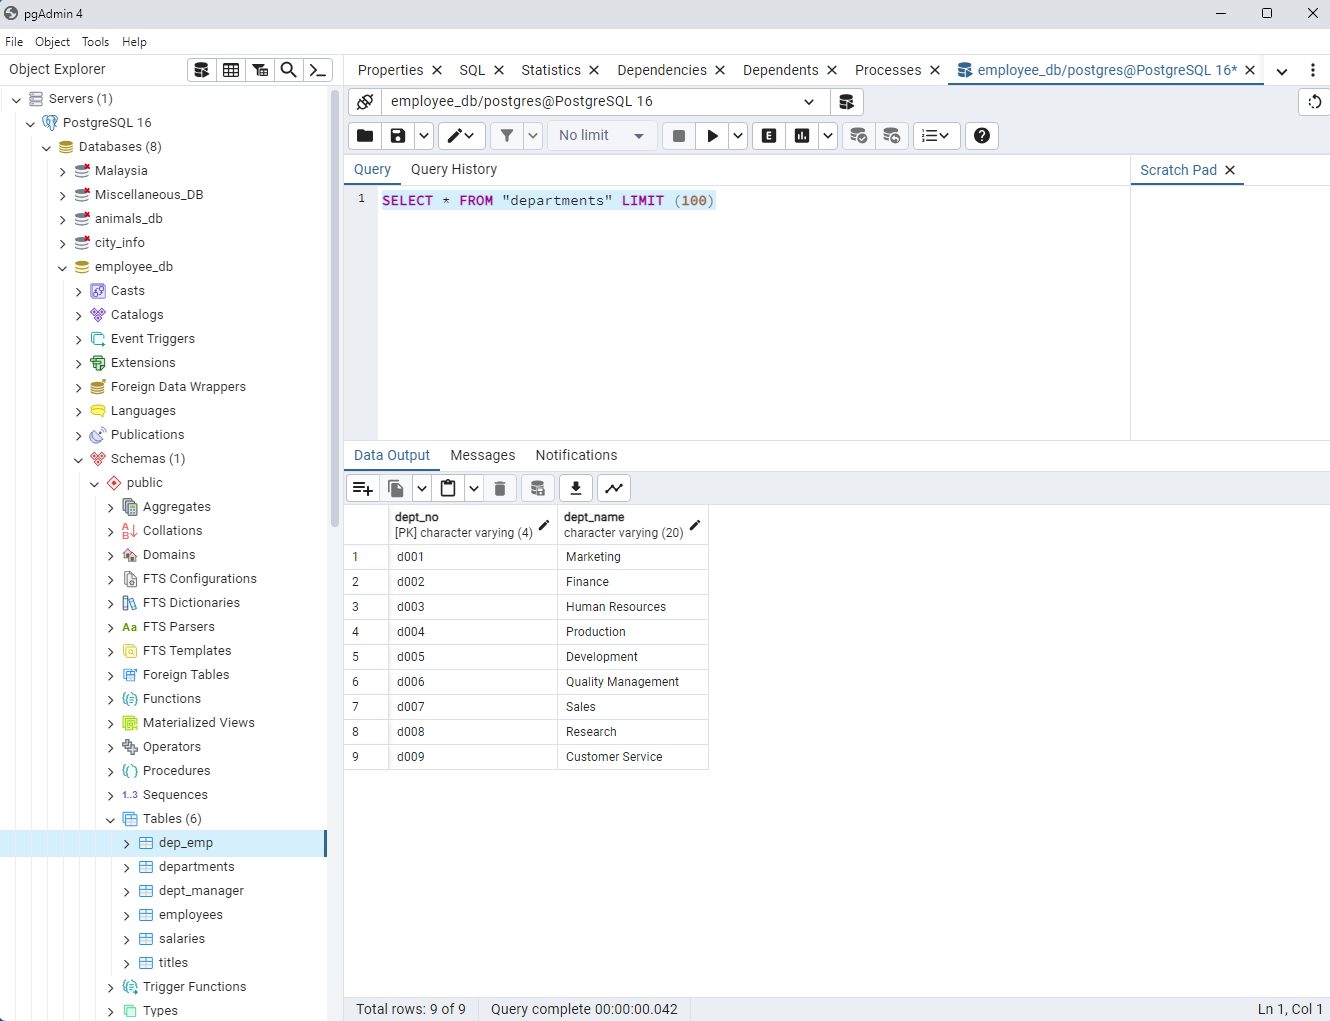 pgAdmin 4
File Object Tools Help
Object Explorer
Servers (1)
PostgreSQL 16
Databases (8)
Malaysia
Miscellaneous_DB
animals_db
city_info
employee_db
Casts
Catalogs
Event Triggers
Extensions
Foreign Data Wrappers
Languages
Publications
Schemas (1)
public
Aggregates
Collations
Domains
FTS Configurations
FTS Dictionaries
Aa FTS Parsers
FTS Templates
Foreign Tables
Functions
Materialized Views
Operators
Procedures
1..3 Sequences
Tables (6)
dep_emp
departments
dept_manager
employees
salaries
titles
Trigger Functions
Types
Properties SQL Statistics Dependencies Dependents Processes employee_db/postgres@PostgreSQL 16*
employee_db/postgres@PostgreSQL 16
No limit E
Query Query History
Scratch Pad
1 SELECT * FROM "departments" LIMIT (100)
Data Output Messages Notifications
dept_no dept_name
[PK] character varying (4) character varying (20)
1 d001 Marketing
2 d002 Finance
3 d003 Human Resources
4 d004 Production
5 d005 Development
6 d006 Quality Management
7 d007 Sales
8 d008 Research
9 d009 Customer Service
Total rows: 9 of 9 Query complete 00:00:00.042 Ln 1, Col 1